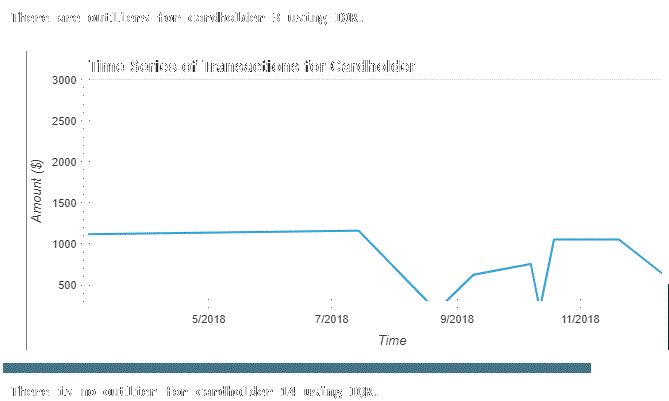 There are outliers for cardholder 3 using IQR.
Time Series of Transactions for Cardholder
3000
2500
2000
1500
1000
500
Amount ($)
5/2018 7/2018 9/2018 11/2018
Time
There is no outlier for cardholder 14 using IQR.